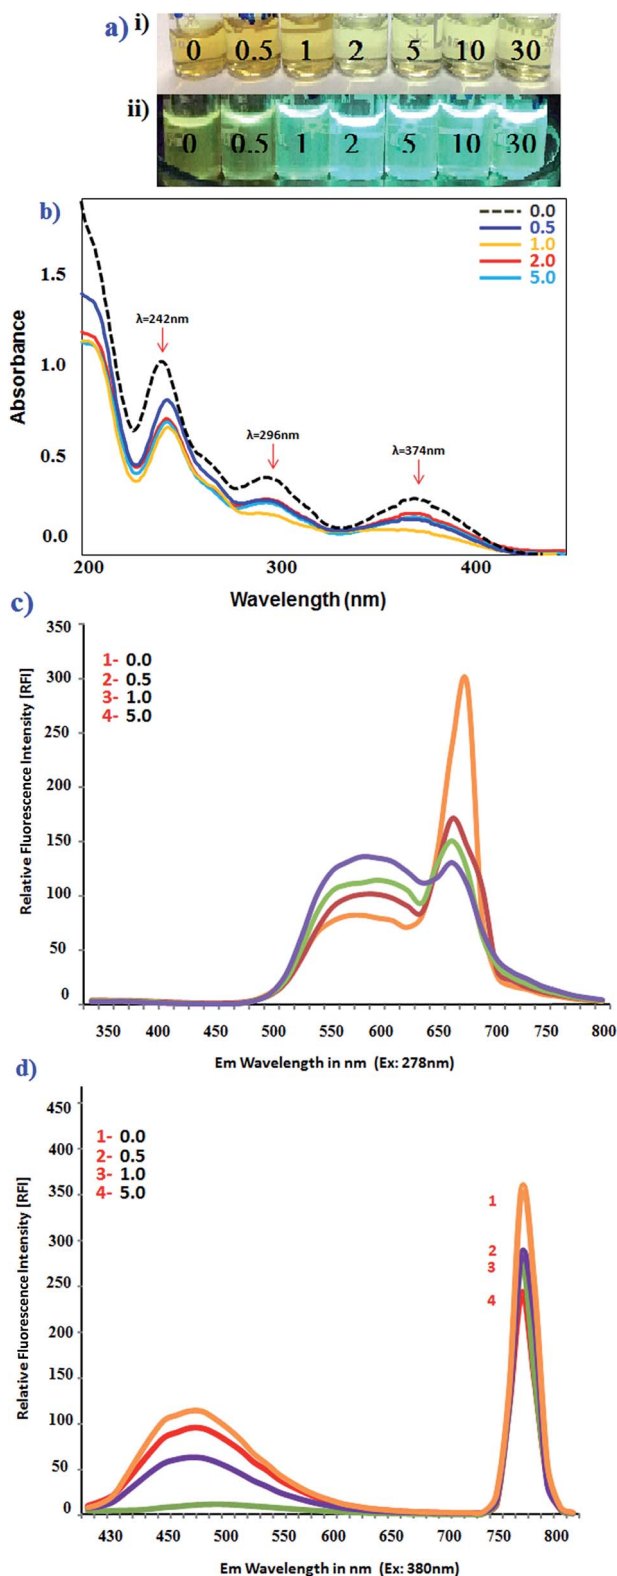 a) i)
0 0.5 1 2 5 10 30
ii)
0 0.5 1 2 5 10 30
b)
0.0
0.5
1.0
2.0
5.0
λ=242nm
λ=296nm
λ=374nm
Absorbance
1.5
1.0
0.5
0.0
200 300 400
Wavelength (nm)
c)
1- 0.0
2- 0.5
3- 1.0
4- 5.0
Relative Fluorescence Intensity [RFI]
350
300
250
200
150
100
50
0
350 400 450 500 550 600 650 700 750 800
Em Wavelength in nm (Ex: 278nm)
d)
1- 0.0
2- 0.5
3- 1.0
4- 5.0
Relative Fluorescence Intensity [RFI]
450
400
350
300
250
200
150
100
50
0
1
2
3
4
430 450 500 550 600 650 700 750 800
Em Wavelength in nm (Ex: 380nm)